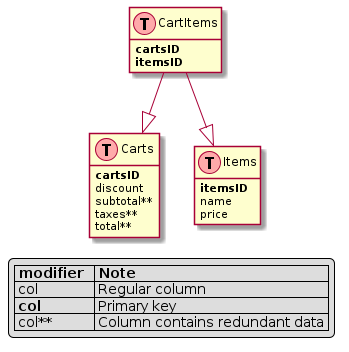 T CartItems
cartsID
itemsID
T Carts
cartsID
discount
subtotal**
taxes**
total**
T Items
itemsID
name
price
modifier Note
col Regular column
col Primary key
col** Column contains redundant data